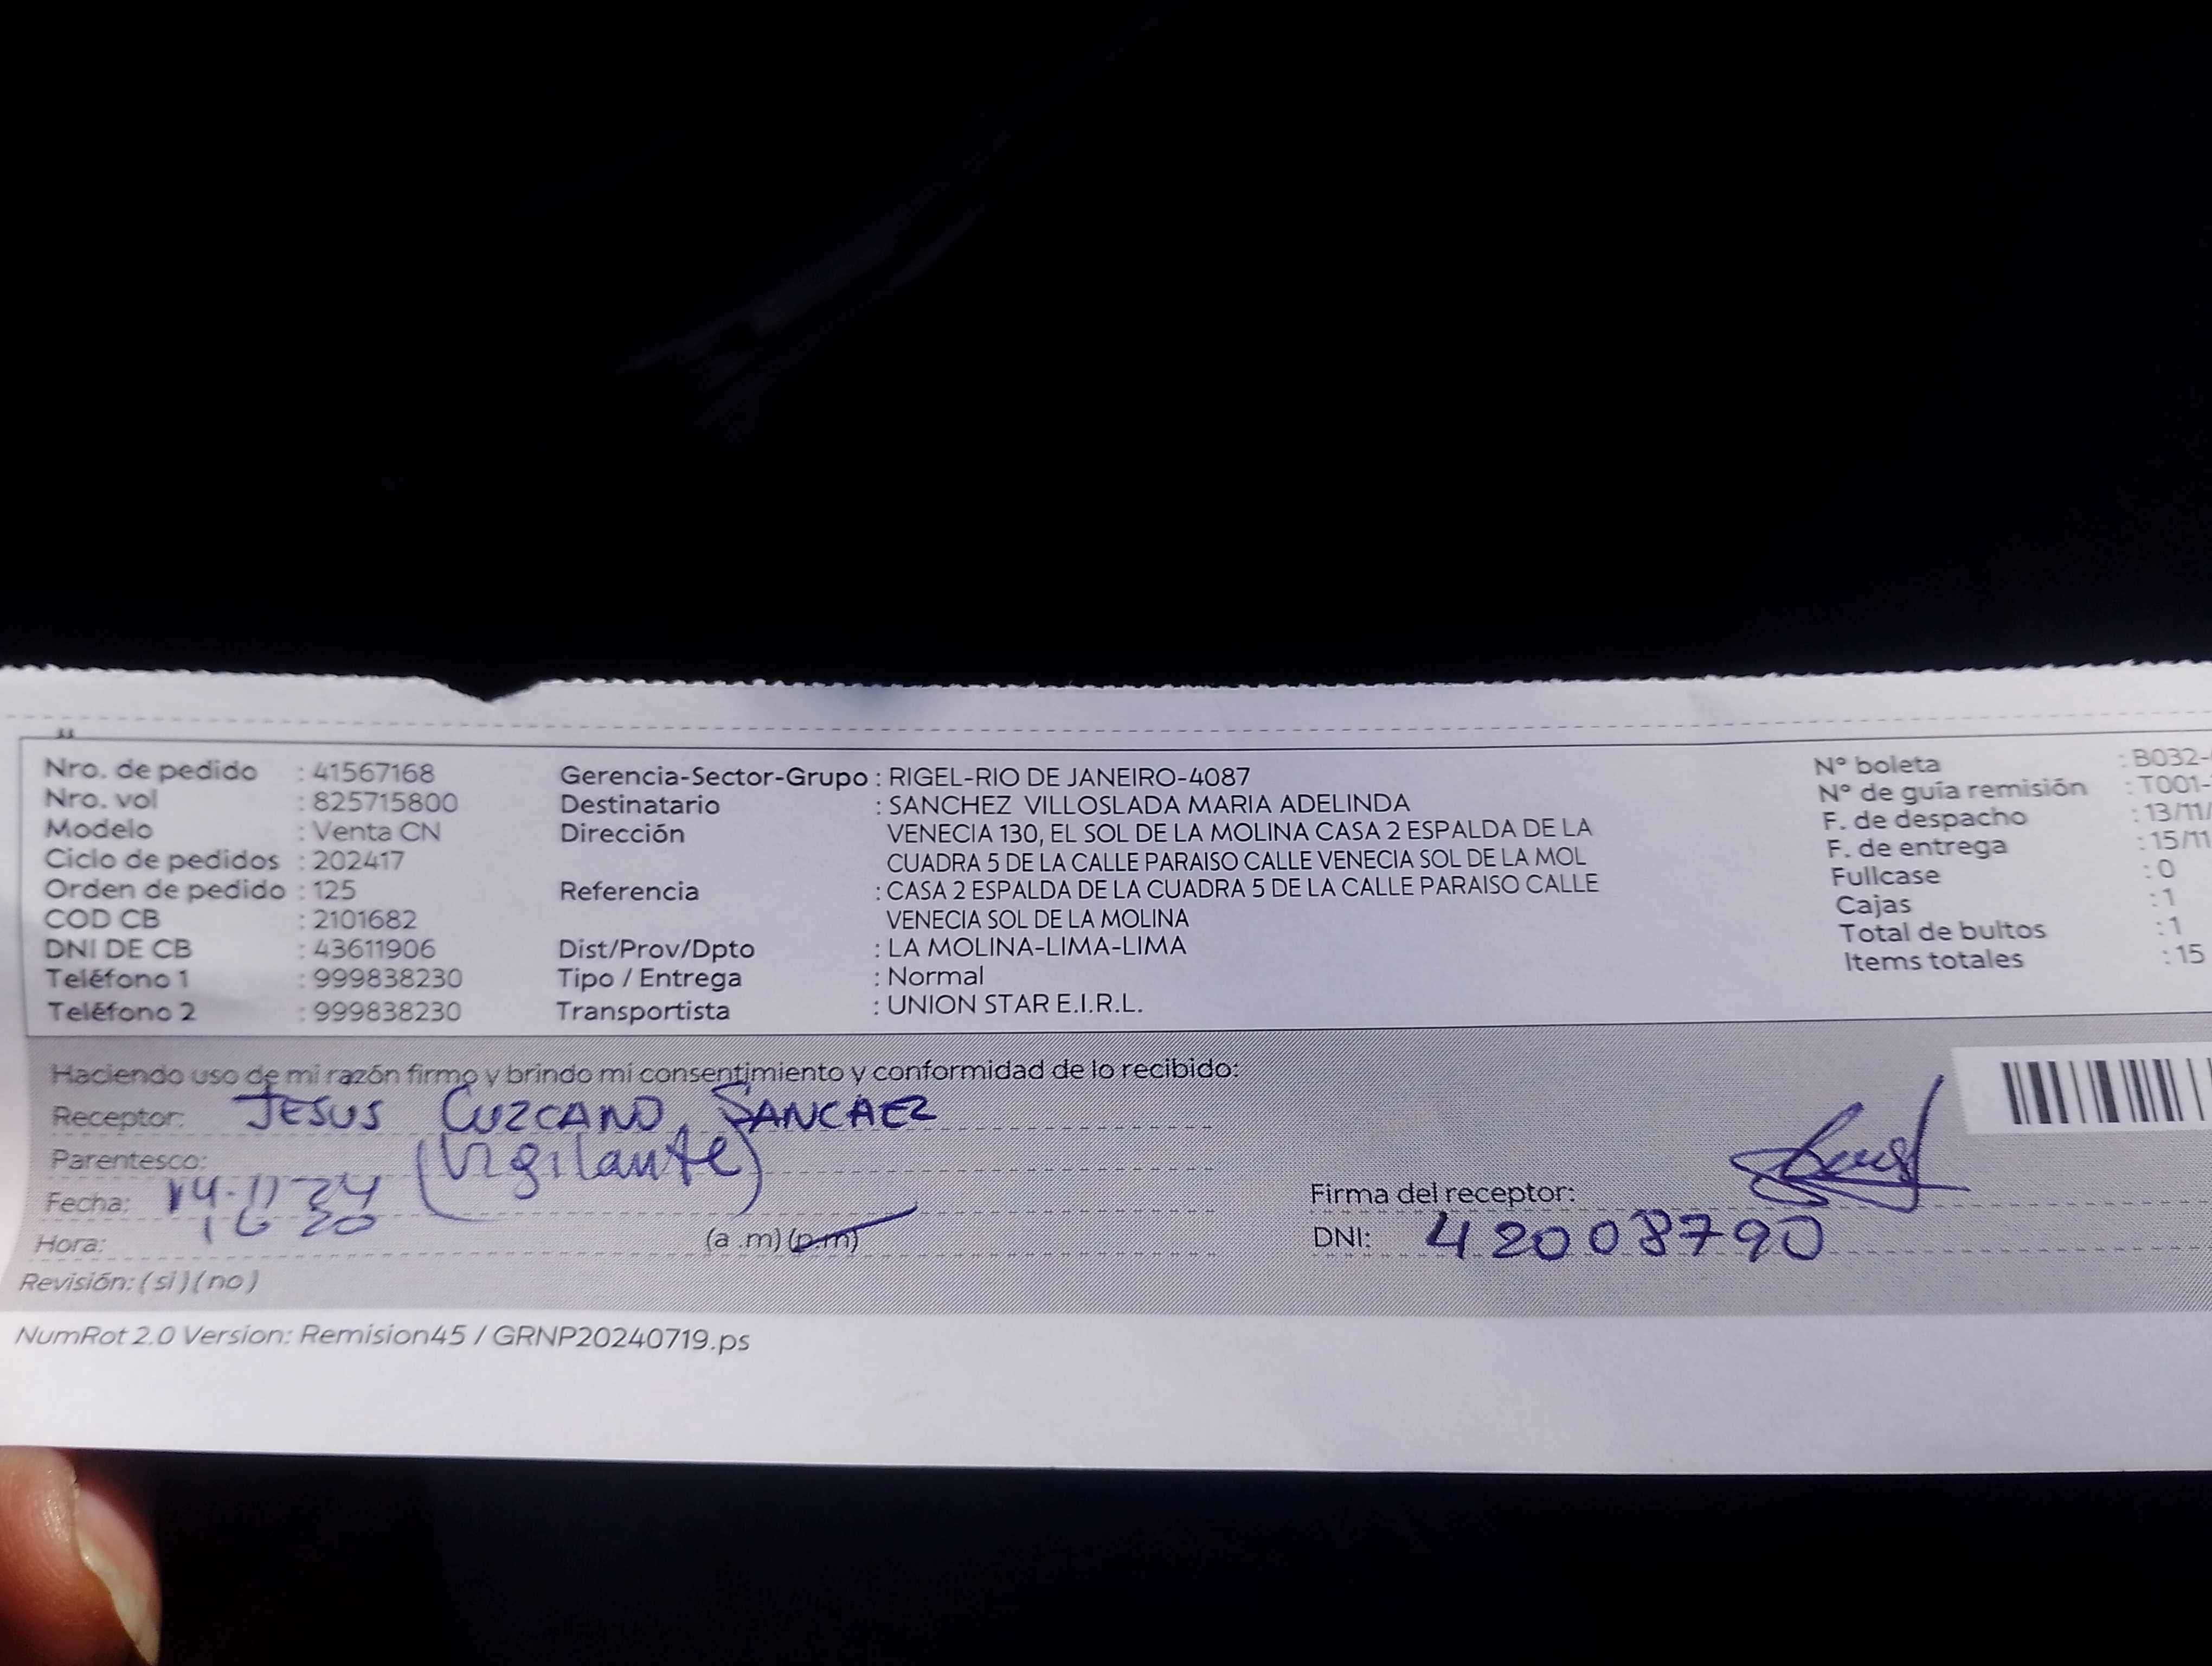 Nro. de pedido : 41567168
Nro. vol : 825715800
Modelo : Venta CN
Ciclo de pedidos : 202417
Orden de pedido : 125
COD CB : 2101682
DNI DE CB : 43611906
Teléfono 1 : 999838230
Teléfono 2 : 999838230
Gerencia-Sector-Grupo : RIGEL-RIO DE JANEIRO-4087
Destinatario : SANCHEZ VILLOSLADA MARIA ADELINDA
Dirección VENECIA 130, EL SOL DE LA MOLINA CASA 2 ESPALDA DE LA
CUADRA 5 DE LA CALLE PARAISO CALLE VENECIA SOL DE LA MOL
Referencia : CASA 2 ESPALDA DE LA CUADRA 5 DE LA CALLE PARAISO CALLE
VENECIA SOL DE LA MOLINA
Dist/Prov/Dpto : LA MOLINA-LIMA-LIMA
Tipo / Entrega : Normal
Transportista : UNION STAR E.I.R.L.
Nº boleta : B032-
Nº de guía remisión : T001-
F. de despacho : 13/11/
F. de entrega : 15/11
Fullcase : 0
Cajas : 1
Total de bultos : 1
Items totales : 15
Haciendo uso de mi razón firmo y brindo mi consentimiento y conformidad de lo recibido:
Receptor: JESUS CUZCANO SANCHEZ
Parentesco: (Vigilante)
Fecha: 14-11-24
Hora: 16 20 (a .m) (p.m)
Revisión: (si) (no)
Firma del receptor:
DNI: 42008790
NumRot 2.0 Version: Remision45 / GRNP20240719.ps